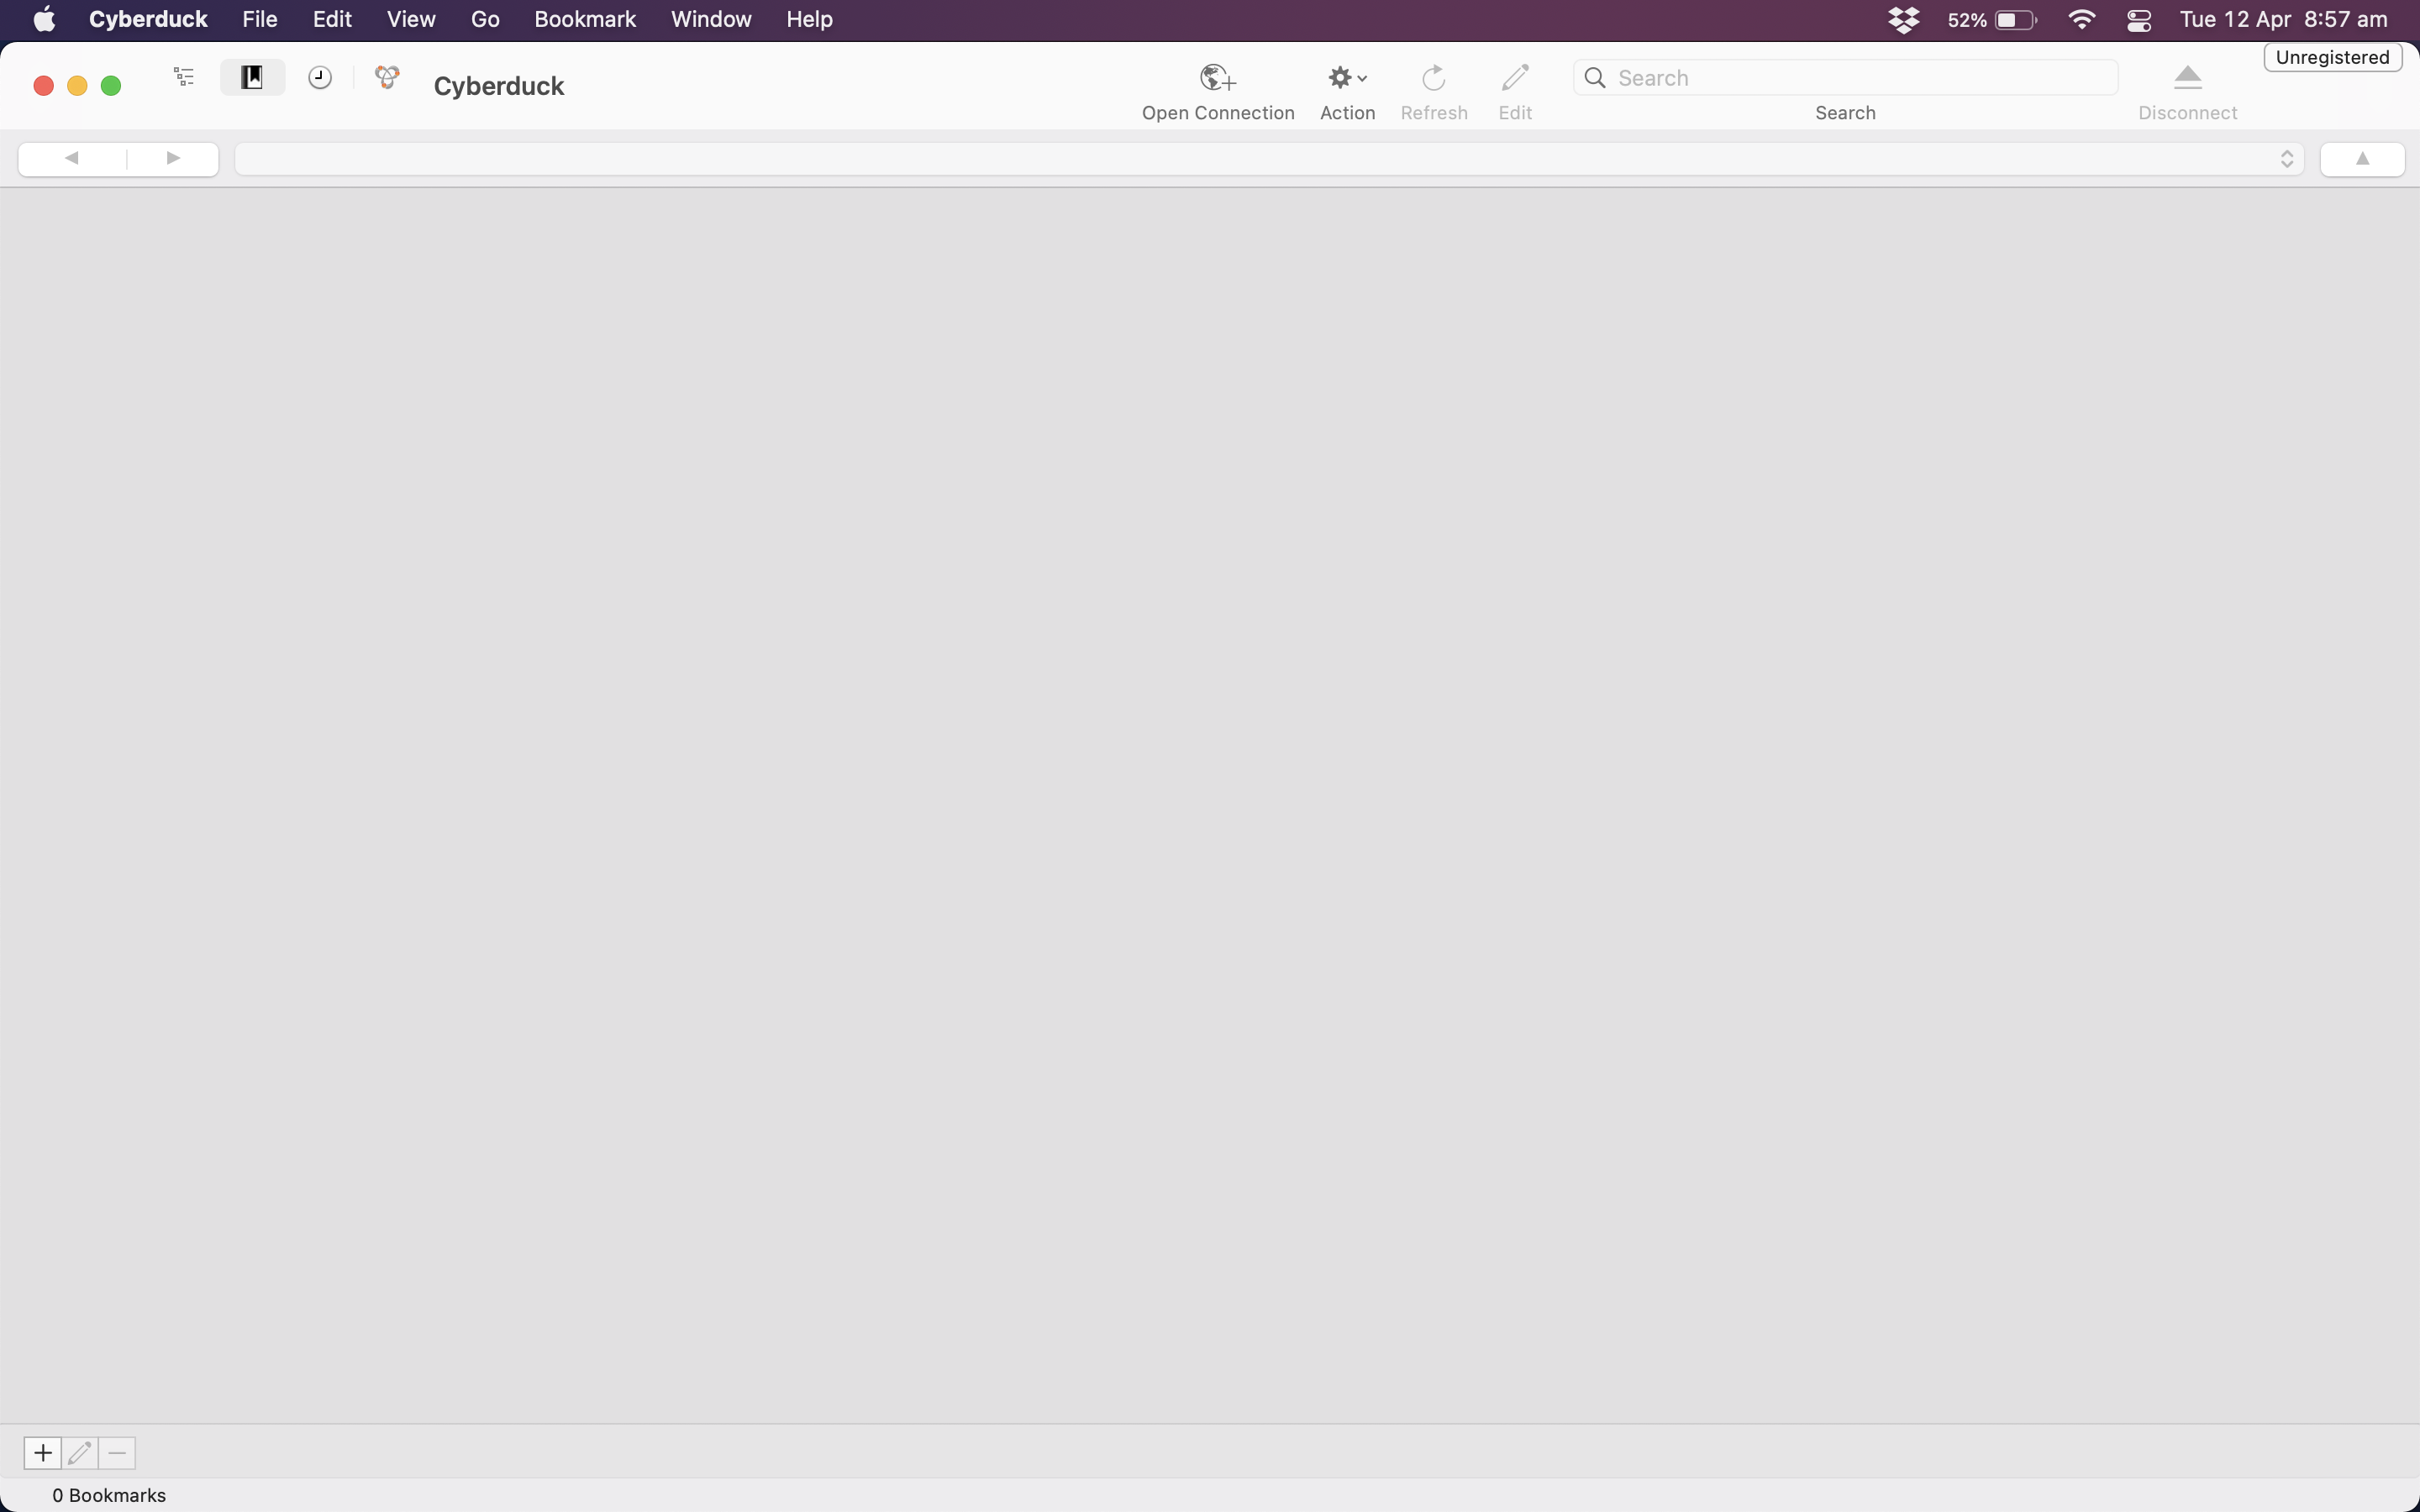 Cyberduck File Edit View Go Bookmark Window Help 52% Tue 12 Apr 8:57 am
Unregistered
Cyberduck
Search
Open Connection Action Refresh Edit Search Disconnect
0 Bookmarks